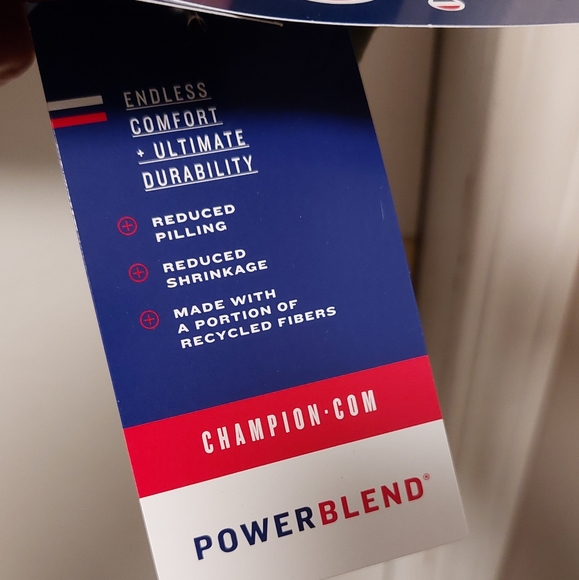 ENDLESS
COMFORT
+ ULTIMATE
DURABILITY
REDUCED
PILLING
REDUCED
SHRINKAGE
MADE WITH
A PORTION OF
RECYCLED FIBERS
CHAMPION·COM
POWERBLEND®